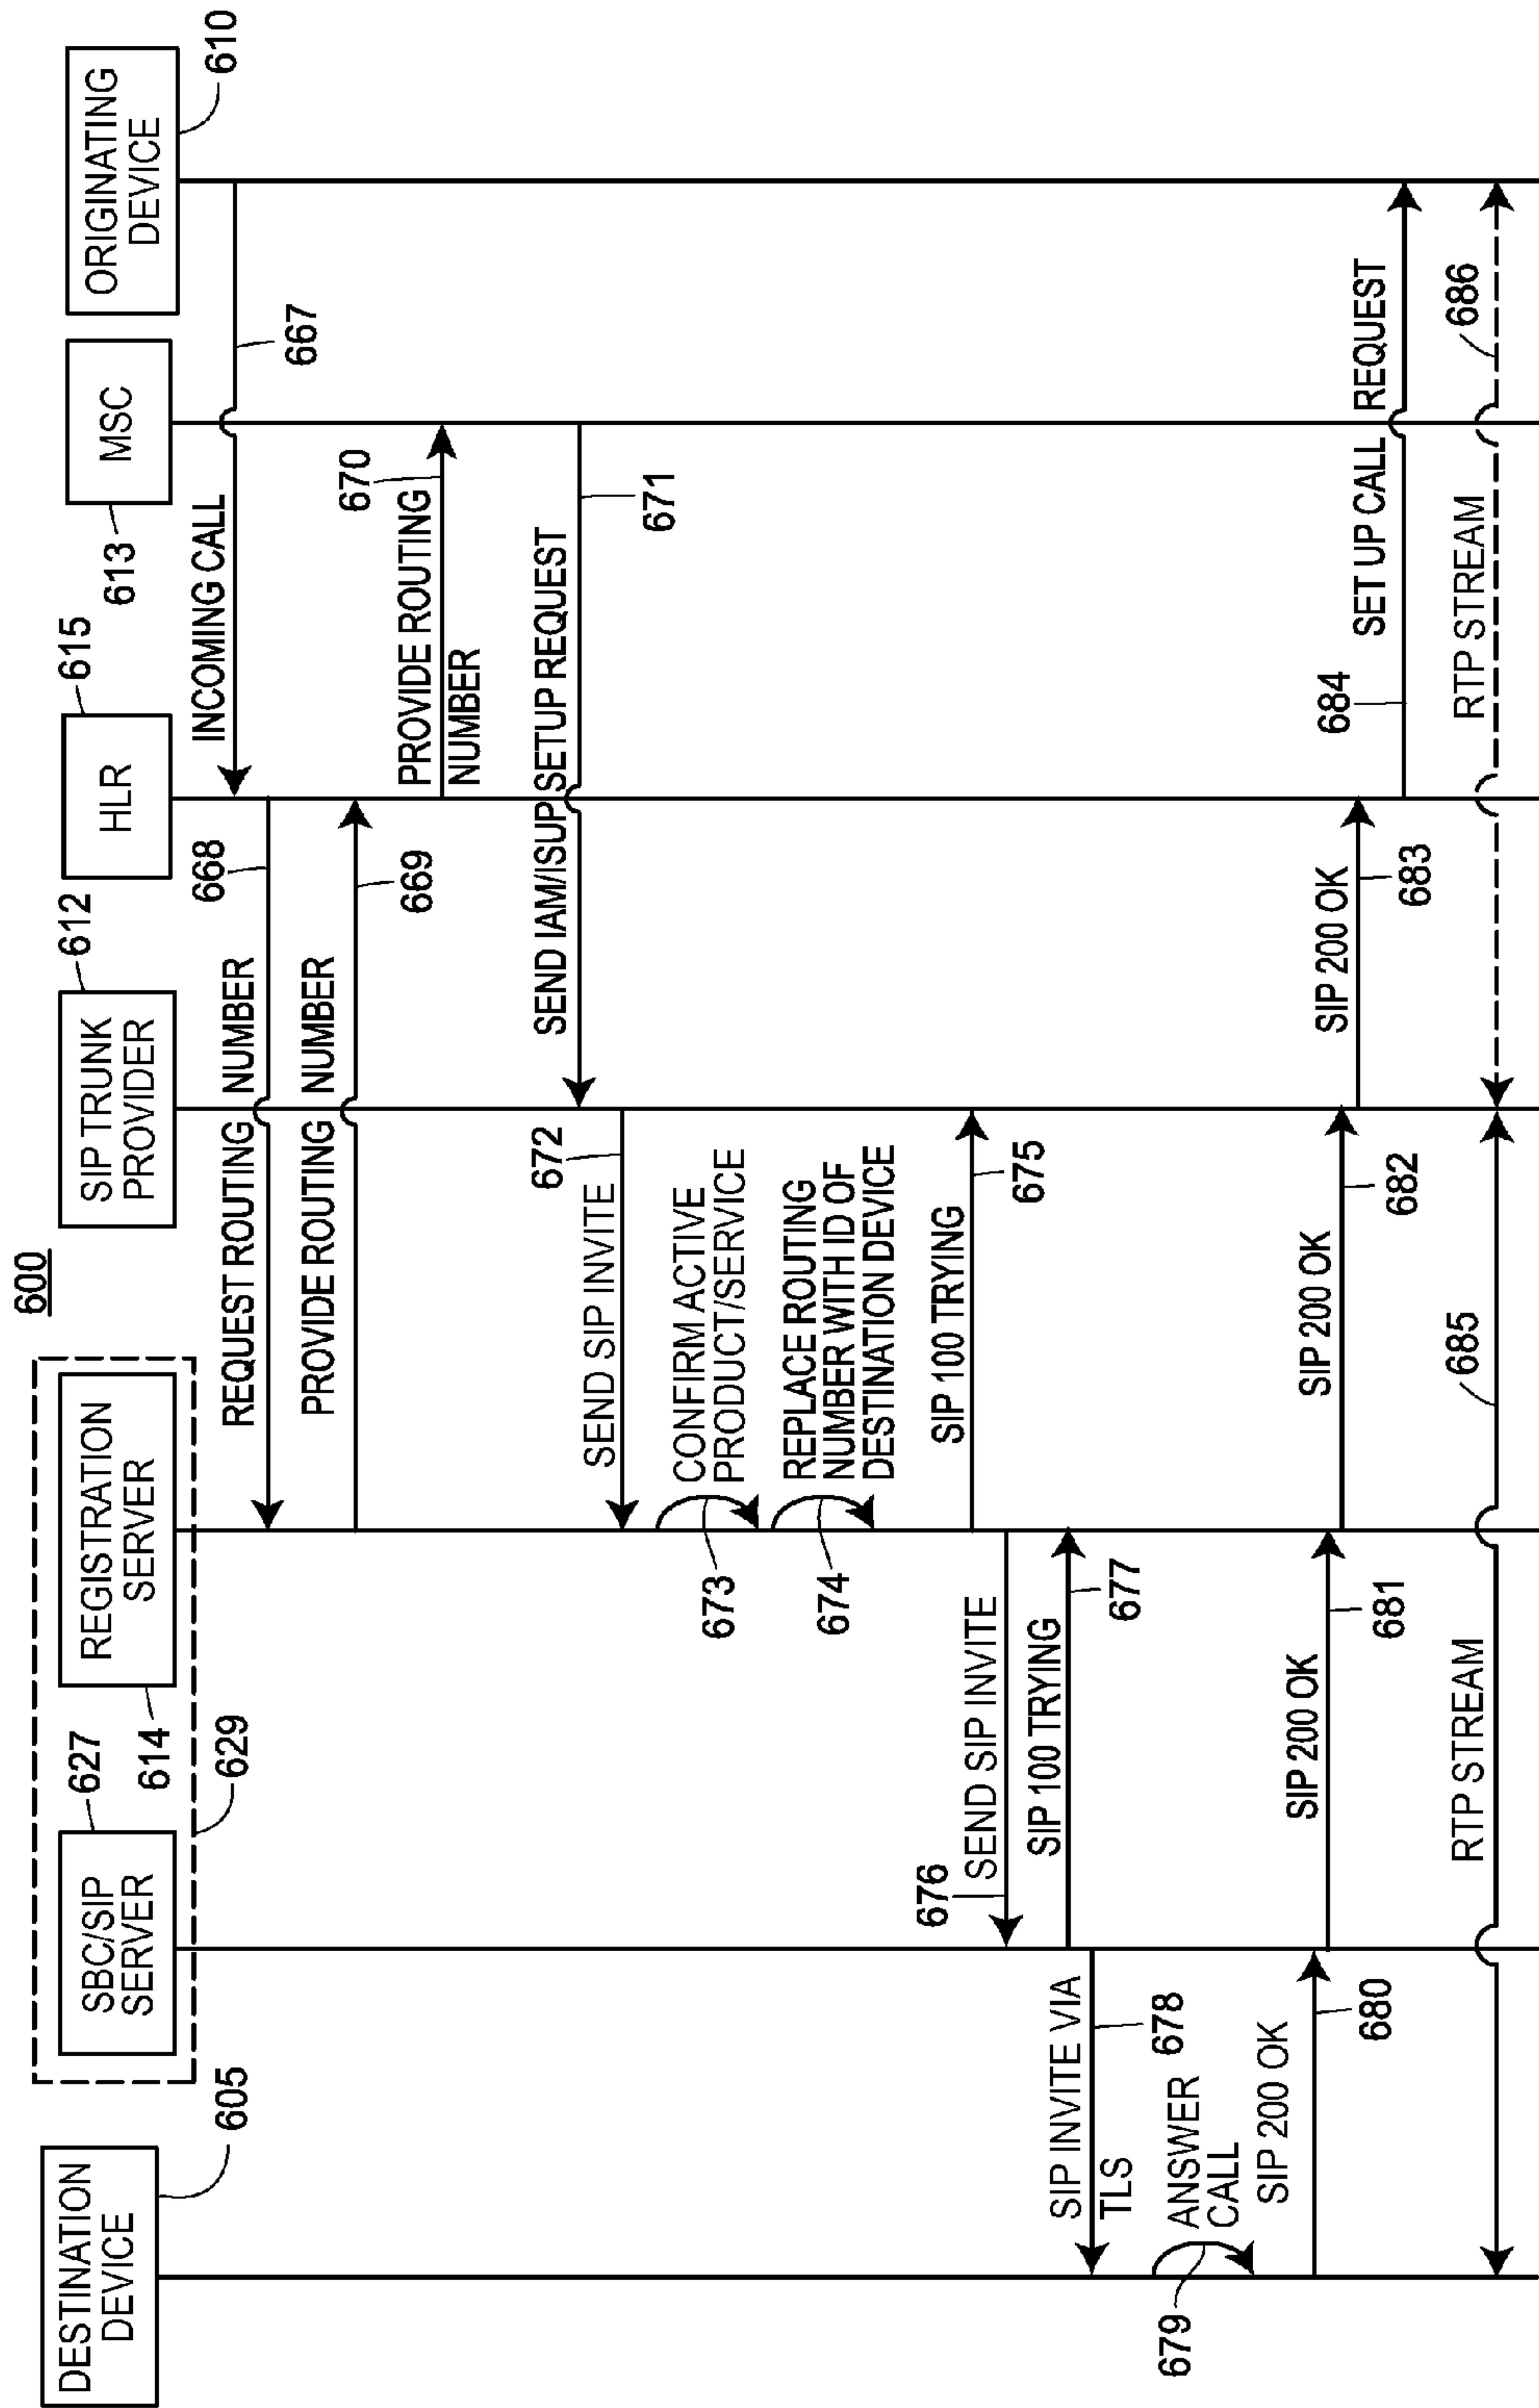 600
DESTINATION
DEVICE
605
SBC/SIP
SERVER
627
REGISTRATION
SERVER
614
629
SIP TRUNK
PROVIDER
612
HLR
615
MSC
613
ORIGINATING
DEVICE
610
INCOMING CALL
667
REQUEST ROUTING NUMBER
668
PROVIDE ROUTING NUMBER
669
PROVIDE ROUTING
NUMBER
670
SEND IAM/ISUP SETUP REQUEST
671
SEND SIP INVITE
672
CONFIRM ACTIVE
PRODUCT/SERVICE
673
REPLACE ROUTING
NUMBER WITH ID OF
DESTINATION DEVICE
674
SIP 100 TRYING
675
SEND SIP INVITE
676
SIP 100 TRYING
677
SIP INVITE VIA
TLS
678
ANSWER
CALL
679
SIP 200 OK
680
SIP 200 OK
681
SIP 200 OK
682
SIP 200 OK
683
SET UP CALL REQUEST
684
RTP STREAM
685
RTP STREAM
686